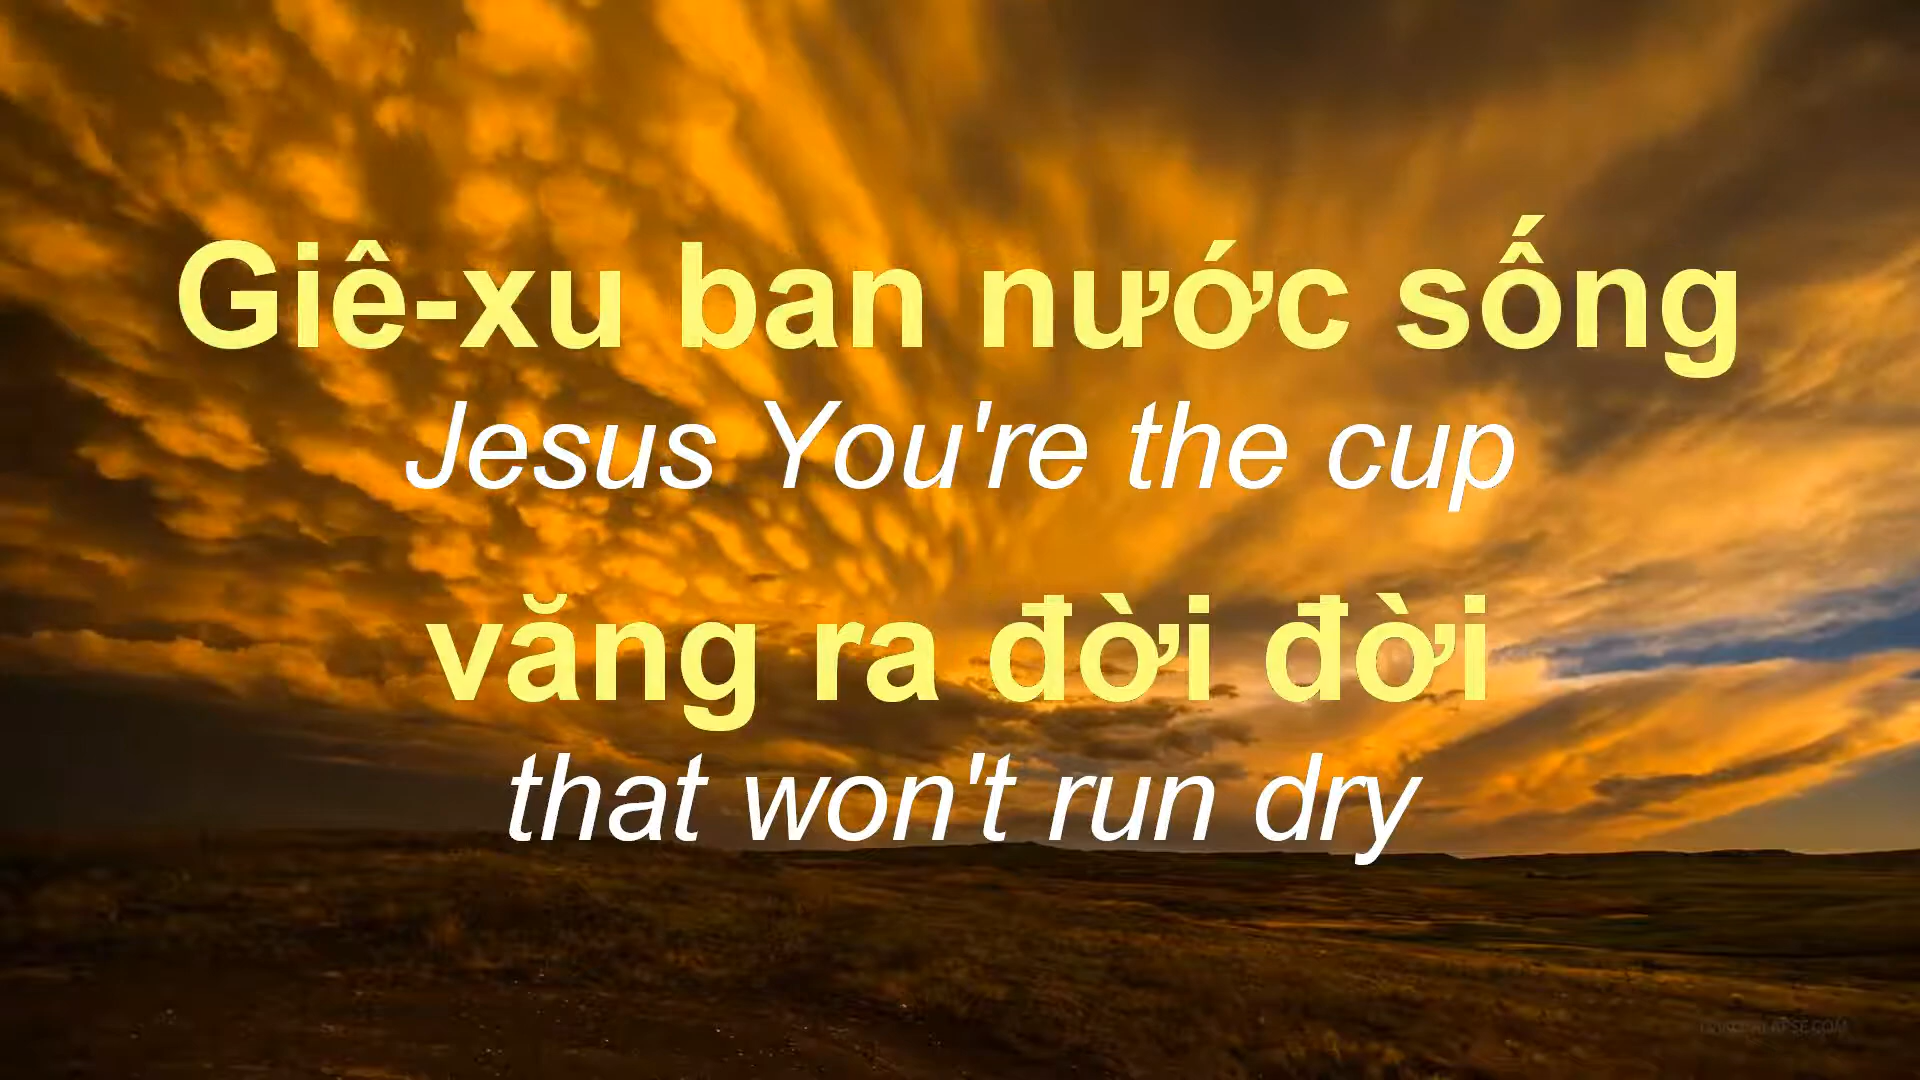 Giê-xu ban nước sống
Jesus You're the cup
văng ra đời đời
that won't run dry